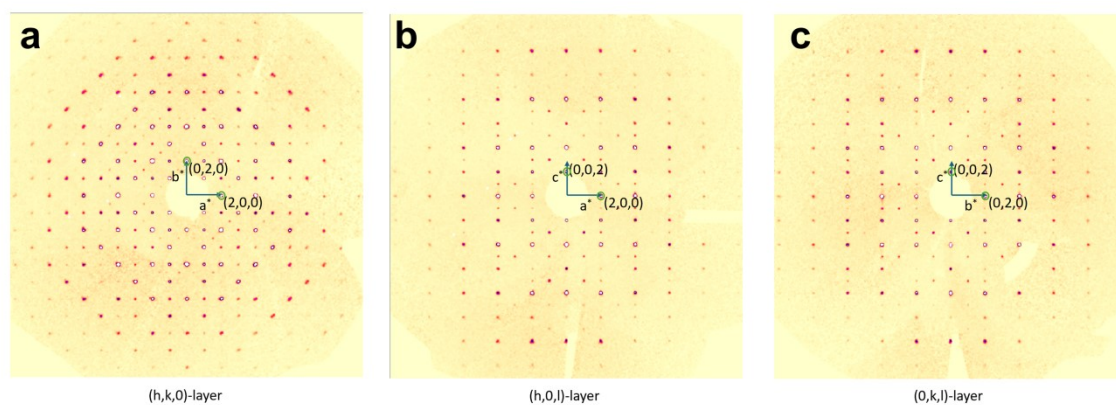 a
b
c
(0,2,0)
b*
a*
(2,0,0)
(0,0,2)
c*
a*
(2,0,0)
(0,0,2)
c*
b*
(0,2,0)
(h,k,0)-layer
(h,0,l)-layer
(0,k,l)-layer